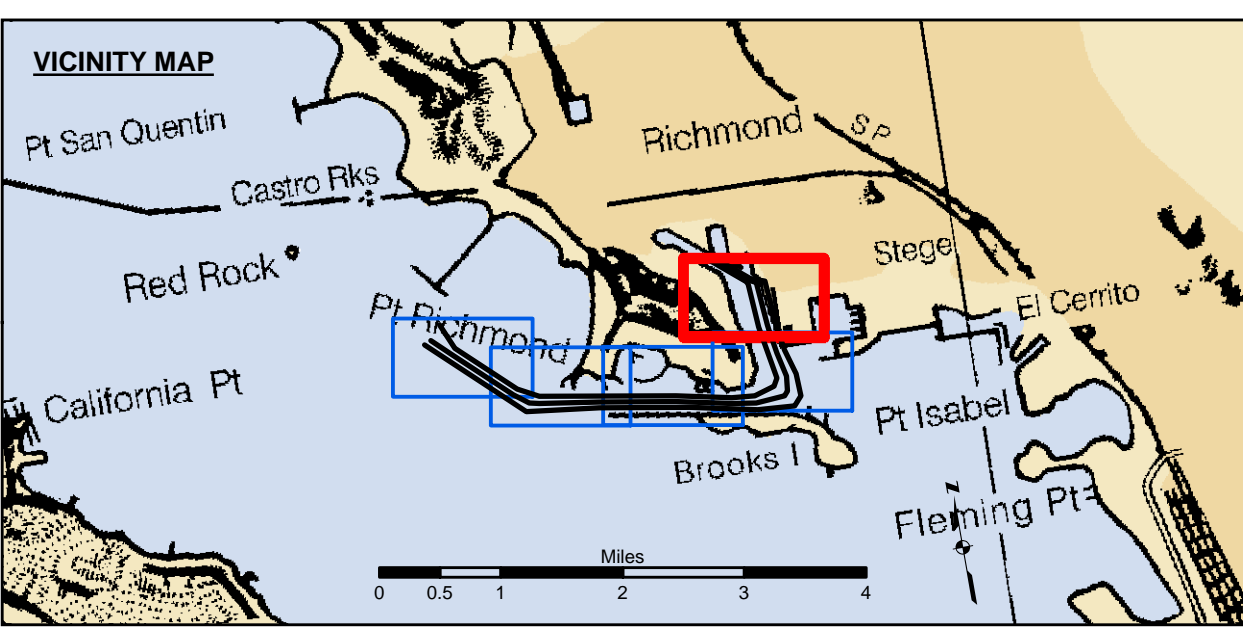 VICINITY MAP
Pt San Quentin
Richmond
S P
Castro Rks
Stege
Red Rock
El Cerrito
Pt Richmond
California Pt
Pt Isabel
Brooks I
Fleming Pt
N
Miles
0 0.5 1 2 3 4